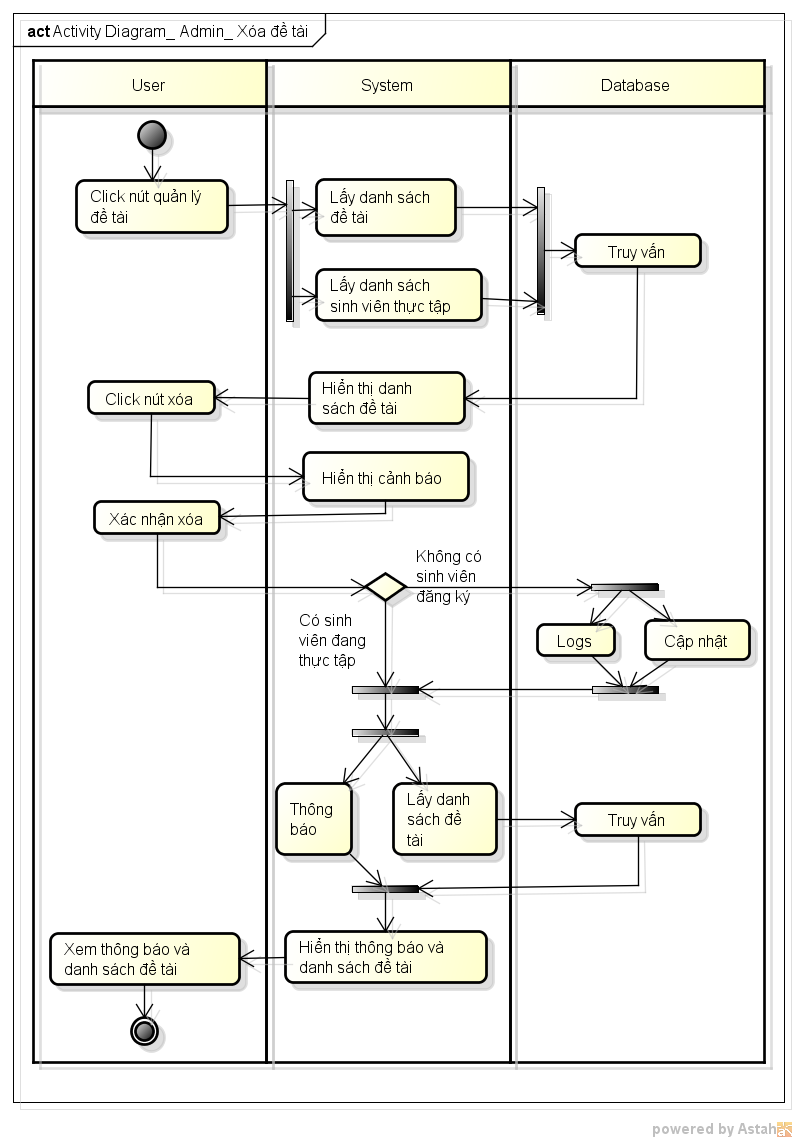 act Activity Diagram_ Admin_ Xóa đề tài
User
System
Database
Click nút quản lý
đề tài
Lấy danh sách
đề tài
Truy vấn
Lấy danh sách
sinh viên thực tập
Hiển thị danh
sách đề tài
Click nút xóa
Hiển thị cảnh báo
Xác nhận xóa
Không có
sinh viên
đăng ký
Có sinh
viên đang
thực tập
Logs
Cập nhật
Thông
báo
Lấy danh
sách đề
tài
Truy vấn
Hiển thị thông báo và
danh sách đề tài
Xem thông báo và
danh sách đề tài
powered by Astah